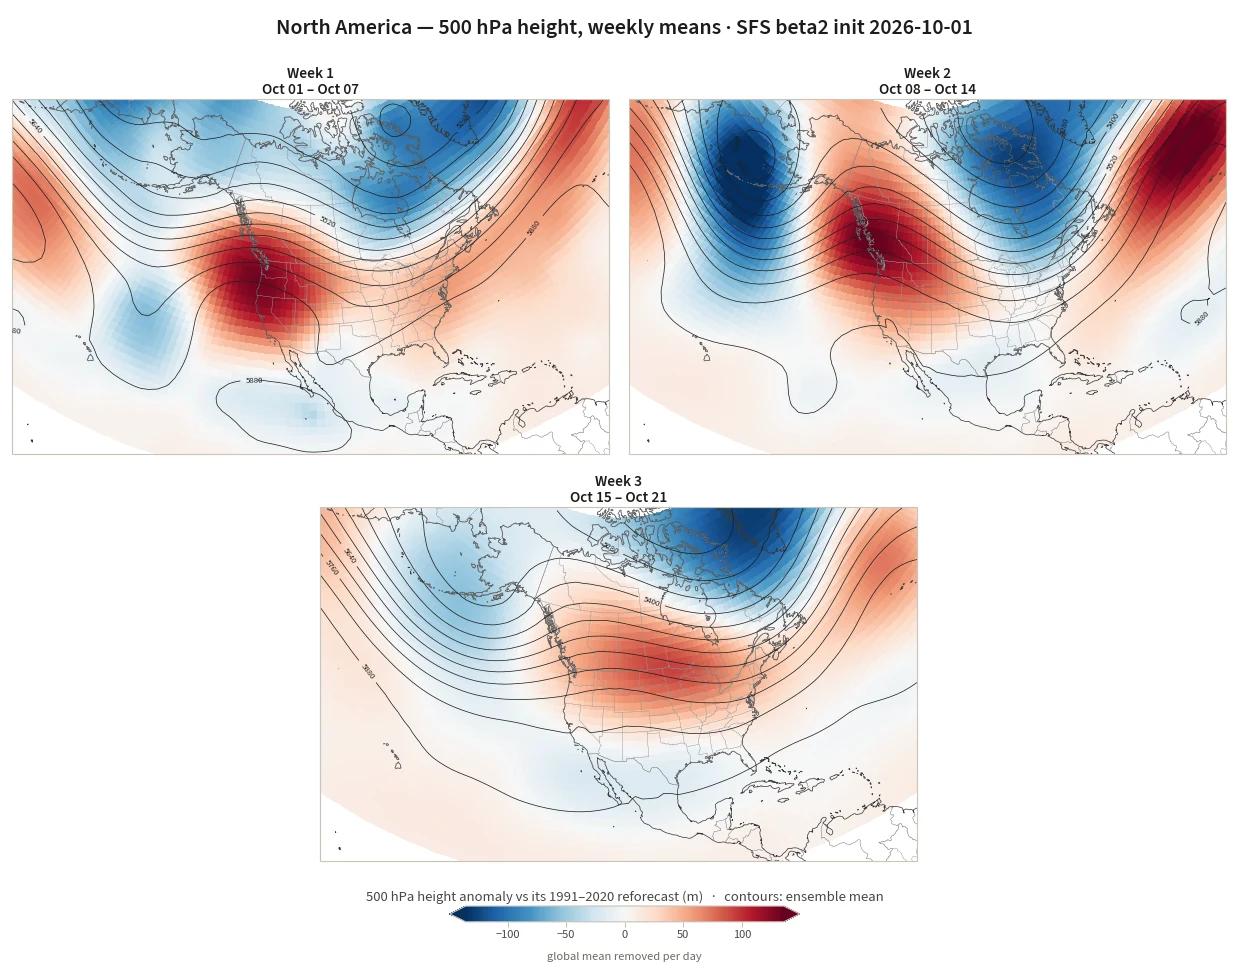 North America — 500 hPa height, weekly means · SFS beta2 init 2026-10-01
Week 1
Oct 01 – Oct 07
5640
5520
5880
80
5880
Week 2
Oct 08 – Oct 14
5400
5520
5880
Week 3
Oct 15 – Oct 21
5640
5760
5400
5880
500 hPa height anomaly vs its 1991–2020 reforecast (m) · contours: ensemble mean
−100 −50 0 50 100
global mean removed per day